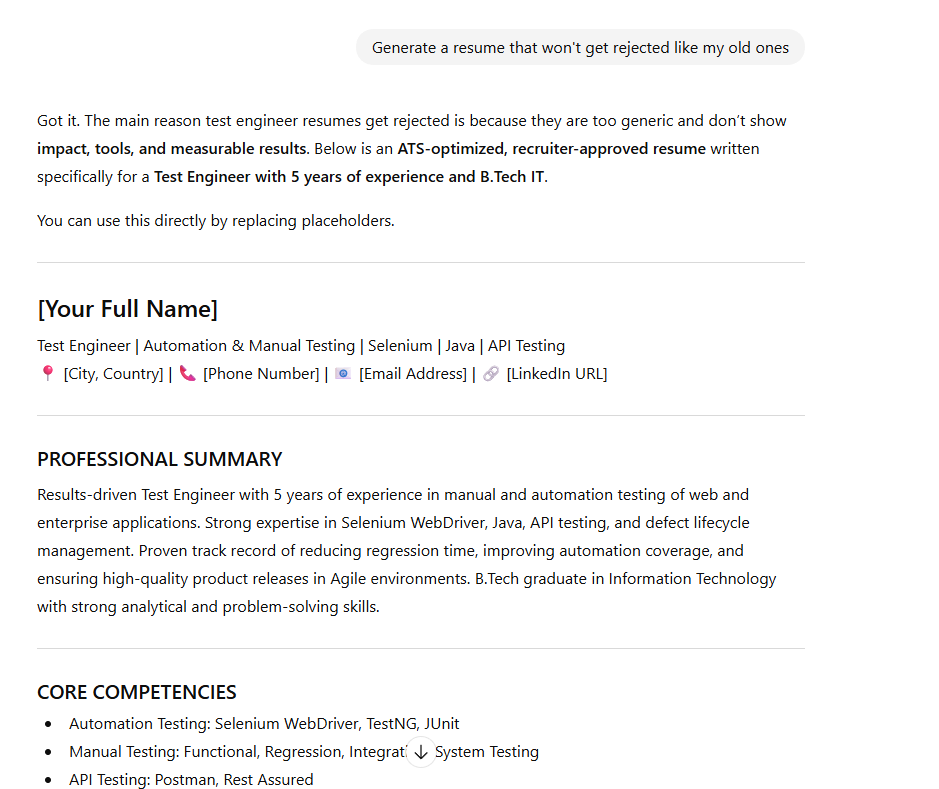 Generate a resume that won't get rejected like my old ones
Got it. The main reason test engineer resumes get rejected is because they are too generic and don't show
impact, tools, and measurable results. Below is an ATS-optimized, recruiter-approved resume written
specifically for a Test Engineer with 5 years of experience and B.Tech IT.
You can use this directly by replacing placeholders.
[Your Full Name]
Test Engineer | Automation & Manual Testing | Selenium | Java | API Testing
📍 [City, Country] | 📞 [Phone Number] | 📧 [Email Address] | 🔗 [LinkedIn URL]
PROFESSIONAL SUMMARY
Results-driven Test Engineer with 5 years of experience in manual and automation testing of web and
enterprise applications. Strong expertise in Selenium WebDriver, Java, API testing, and defect lifecycle
management. Proven track record of reducing regression time, improving automation coverage, and
ensuring high-quality product releases in Agile environments. B.Tech graduate in Information Technology
with strong analytical and problem-solving skills.
CORE COMPETENCIES
• Automation Testing: Selenium WebDriver, TestNG, JUnit
• Manual Testing: Functional, Regression, System Testing
• API Testing: Postman, Rest Assured